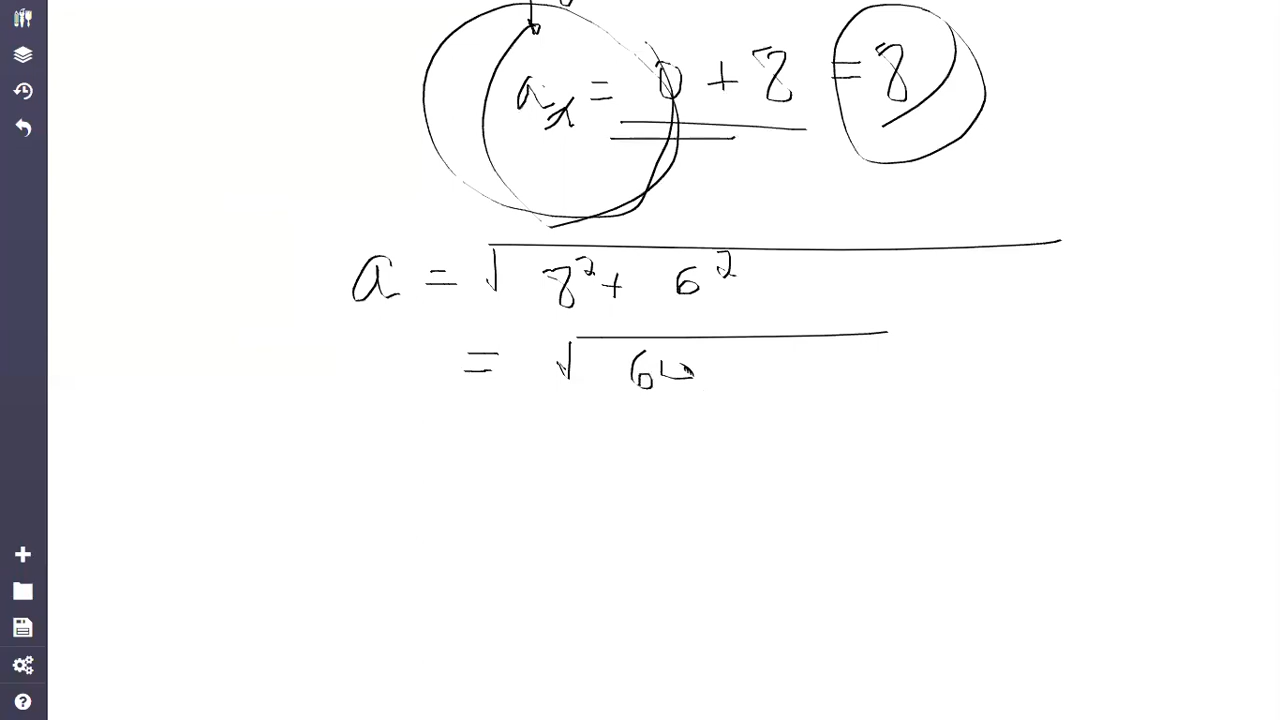 aₓ = 0 + 8 = 8
a = √ 8² + 6²
= √ 64